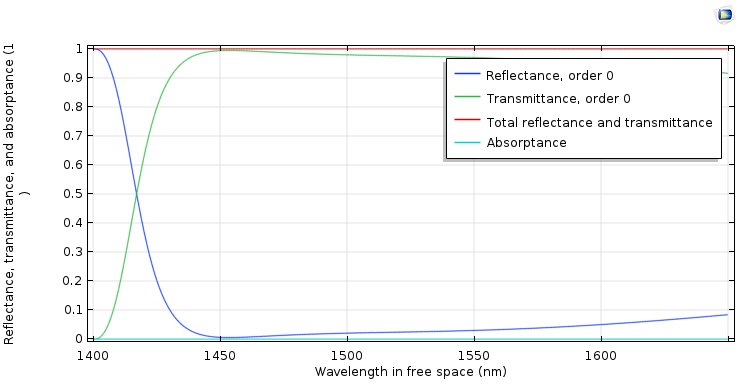 Reflectance, transmittance, and absorptance (1
)
1
0.9
0.8
0.7
0.6
0.5
0.4
0.3
0.2
0.1
0
Reflectance, order 0
Transmittance, order 0
Total reflectance and transmittance
Absorptance
1400 1450 1500 1550 1600
Wavelength in free space (nm)